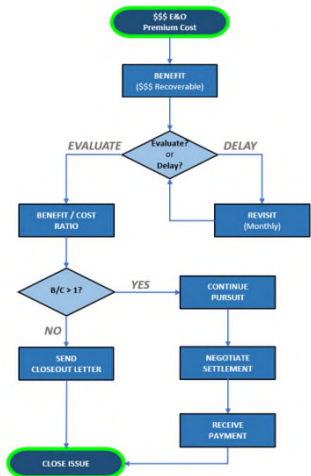 $$$ E&O
Premium Cost
BENEFIT
($$$ Recoverable)
Evaluate?
or
Delay?
EVALUATE
DELAY
BENEFIT / COST
RATIO
REVISIT
(Monthly)
B/C > 1?
YES
NO
CONTINUE
PURSUIT
SEND
CLOSEOUT LETTER
NEGOTIATE
SETTLEMENT
RECEIVE
PAYMENT
CLOSE ISSUE